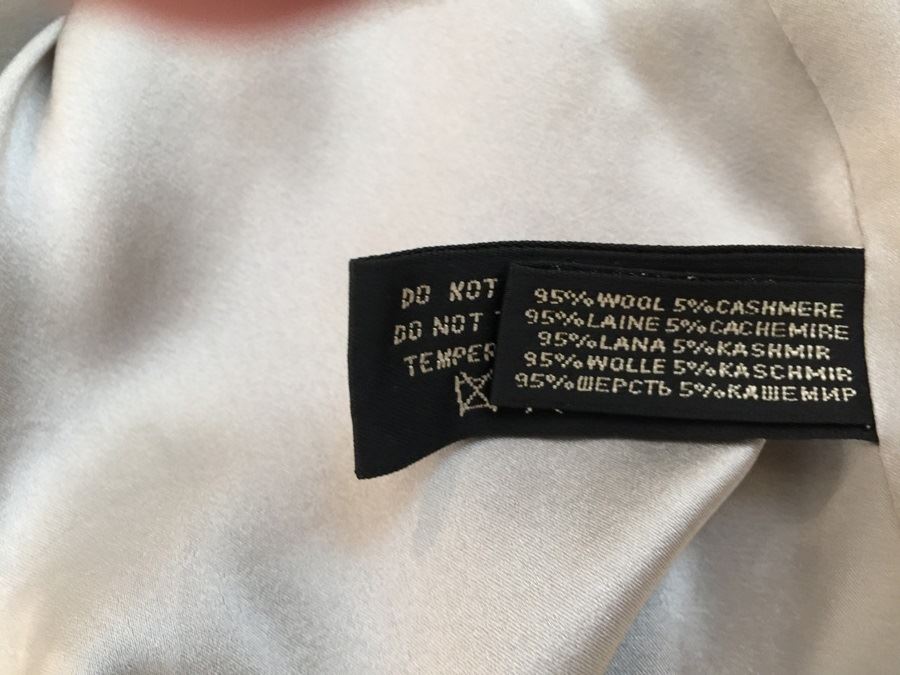 DO NOT
DO NOT
TEMPER
95% WOOL 5% CASHMERE
95% LAINE 5% CACHEMIRE
95% LANA 5% KASHMIR
95% WOLLE 5% KASCHMIR
95% ШЕРСТЬ 5% КАШЕМИР